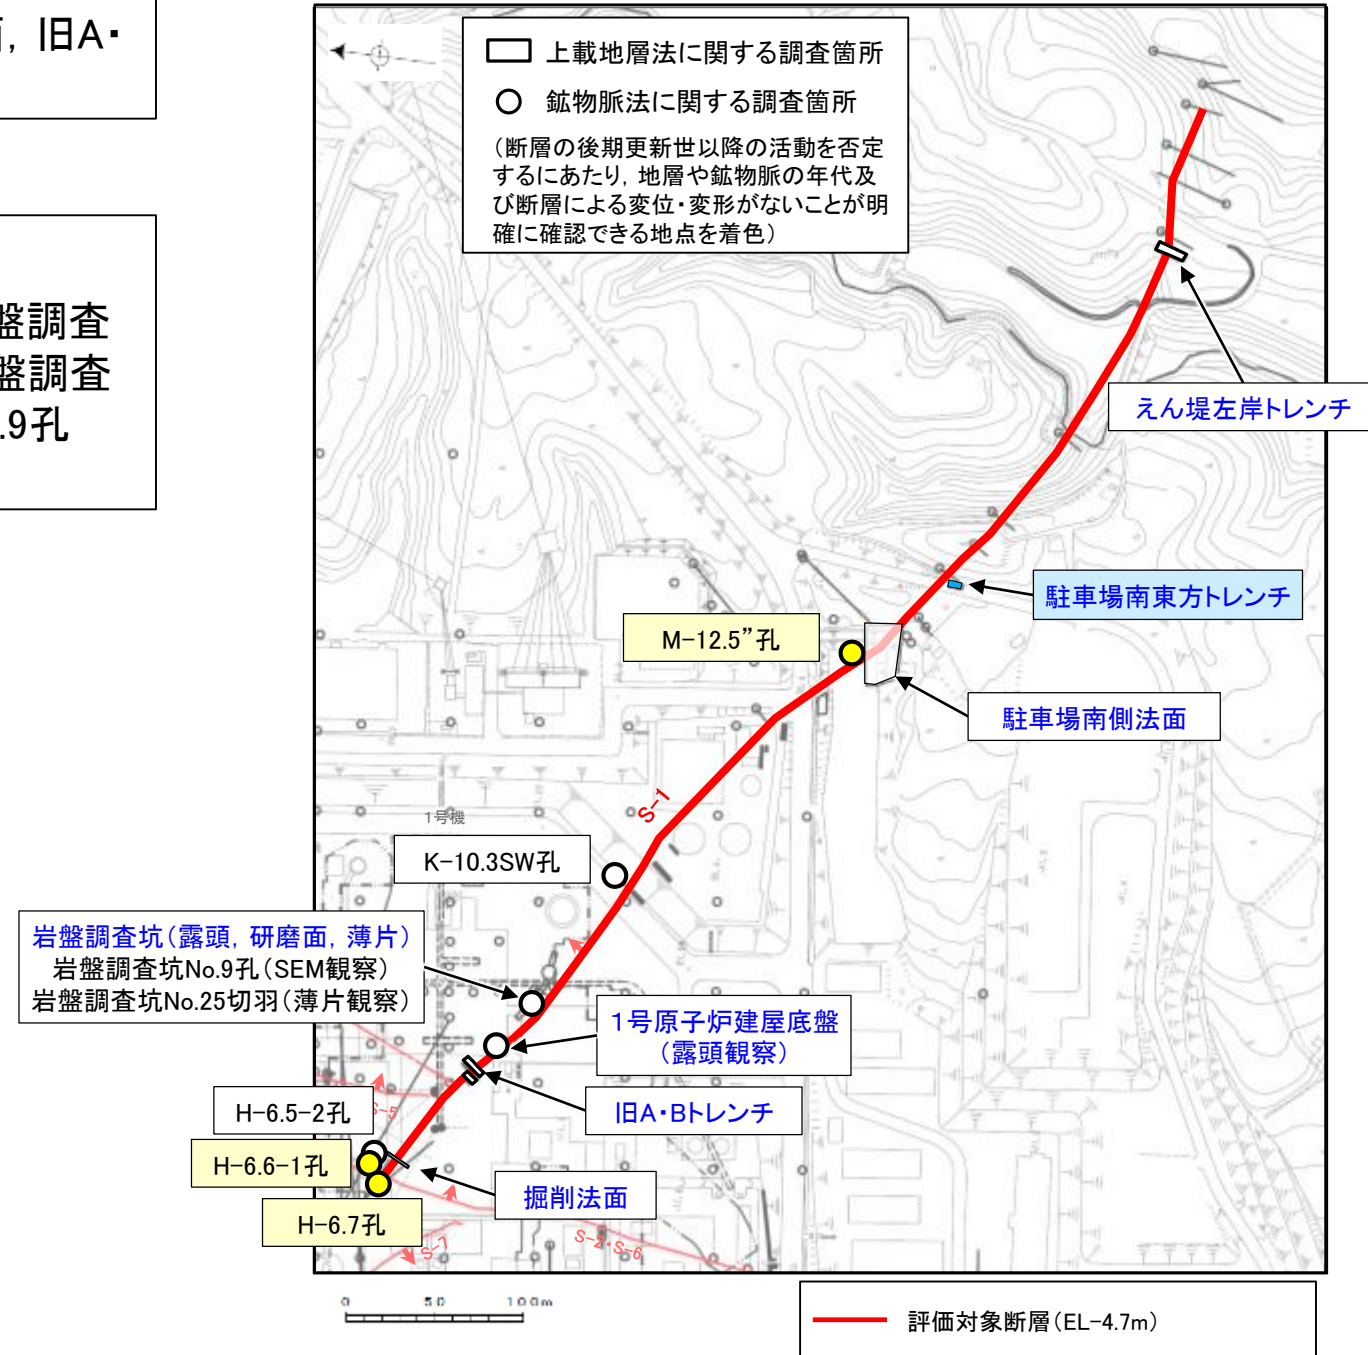 , 旧A・
盤調査
盤調査
.9孔
上載地層法に関する調査箇所
鉱物脈法に関する調査箇所
（断層の後期更新世以降の活動を否定
するにあたり, 地層や鉱物脈の年代及
び断層による変位・変形がないことが明
確に確認できる地点を着色）
えん堤左岸トレンチ
駐車場南東方トレンチ
M-12.5”孔
駐車場南側法面
S-1
1号機
K-10.3SW孔
岩盤調査坑（露頭, 研磨面, 薄片）
岩盤調査坑No.9孔（SEM観察）
岩盤調査坑No.25切羽（薄片観察）
1号原子炉建屋底盤
（露頭観察）
旧A・Bトレンチ
S-5
H-6.5-2孔
H-6.6-1孔
掘削法面
H-6.7孔
S-7
S-2・S-6
0 50 100m
評価対象断層（EL-4.7m）